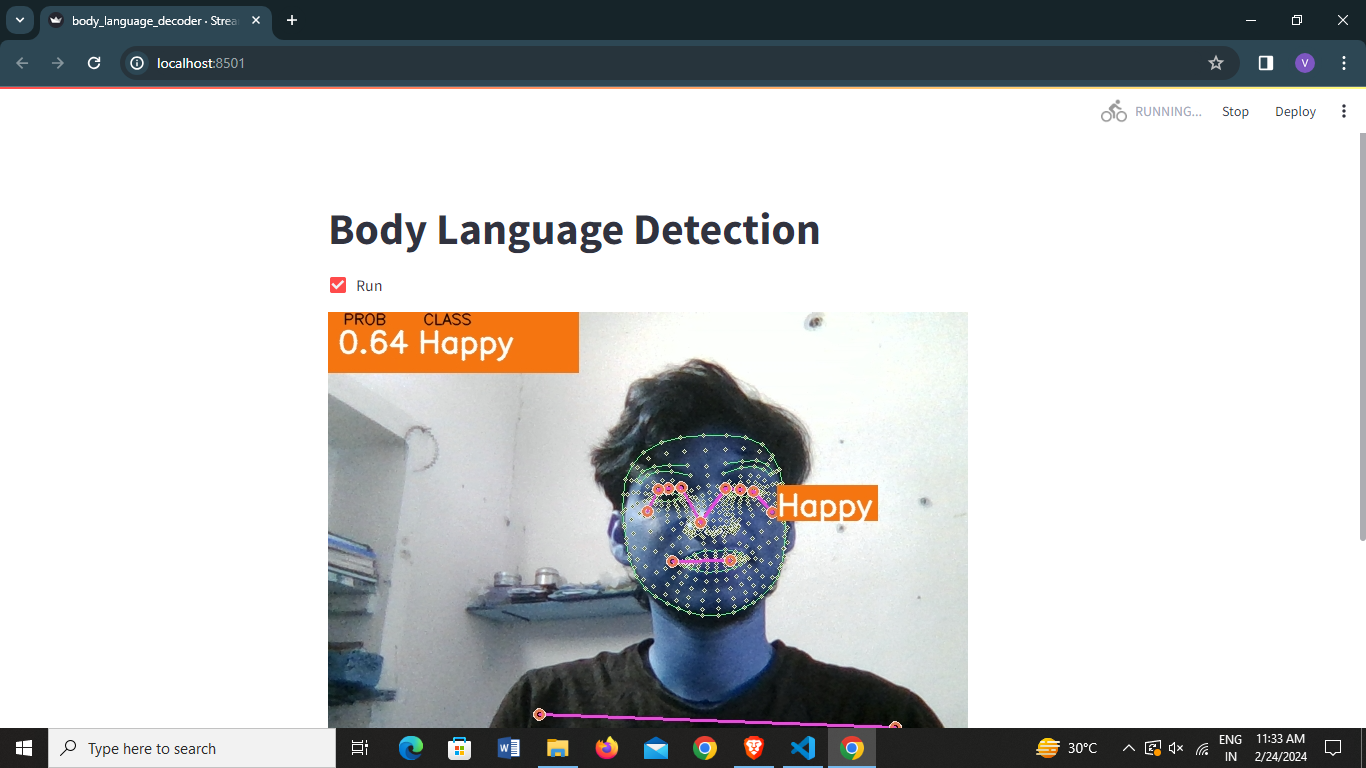 body_language_decoder · Strea
localhost:8501
RUNNING...
Stop
Deploy
Body Language Detection
Run
PROB CLASS
0.64 Happy
Happy
Type here to search
30°C
ENG
IN
11:33 AM
2/24/2024
V